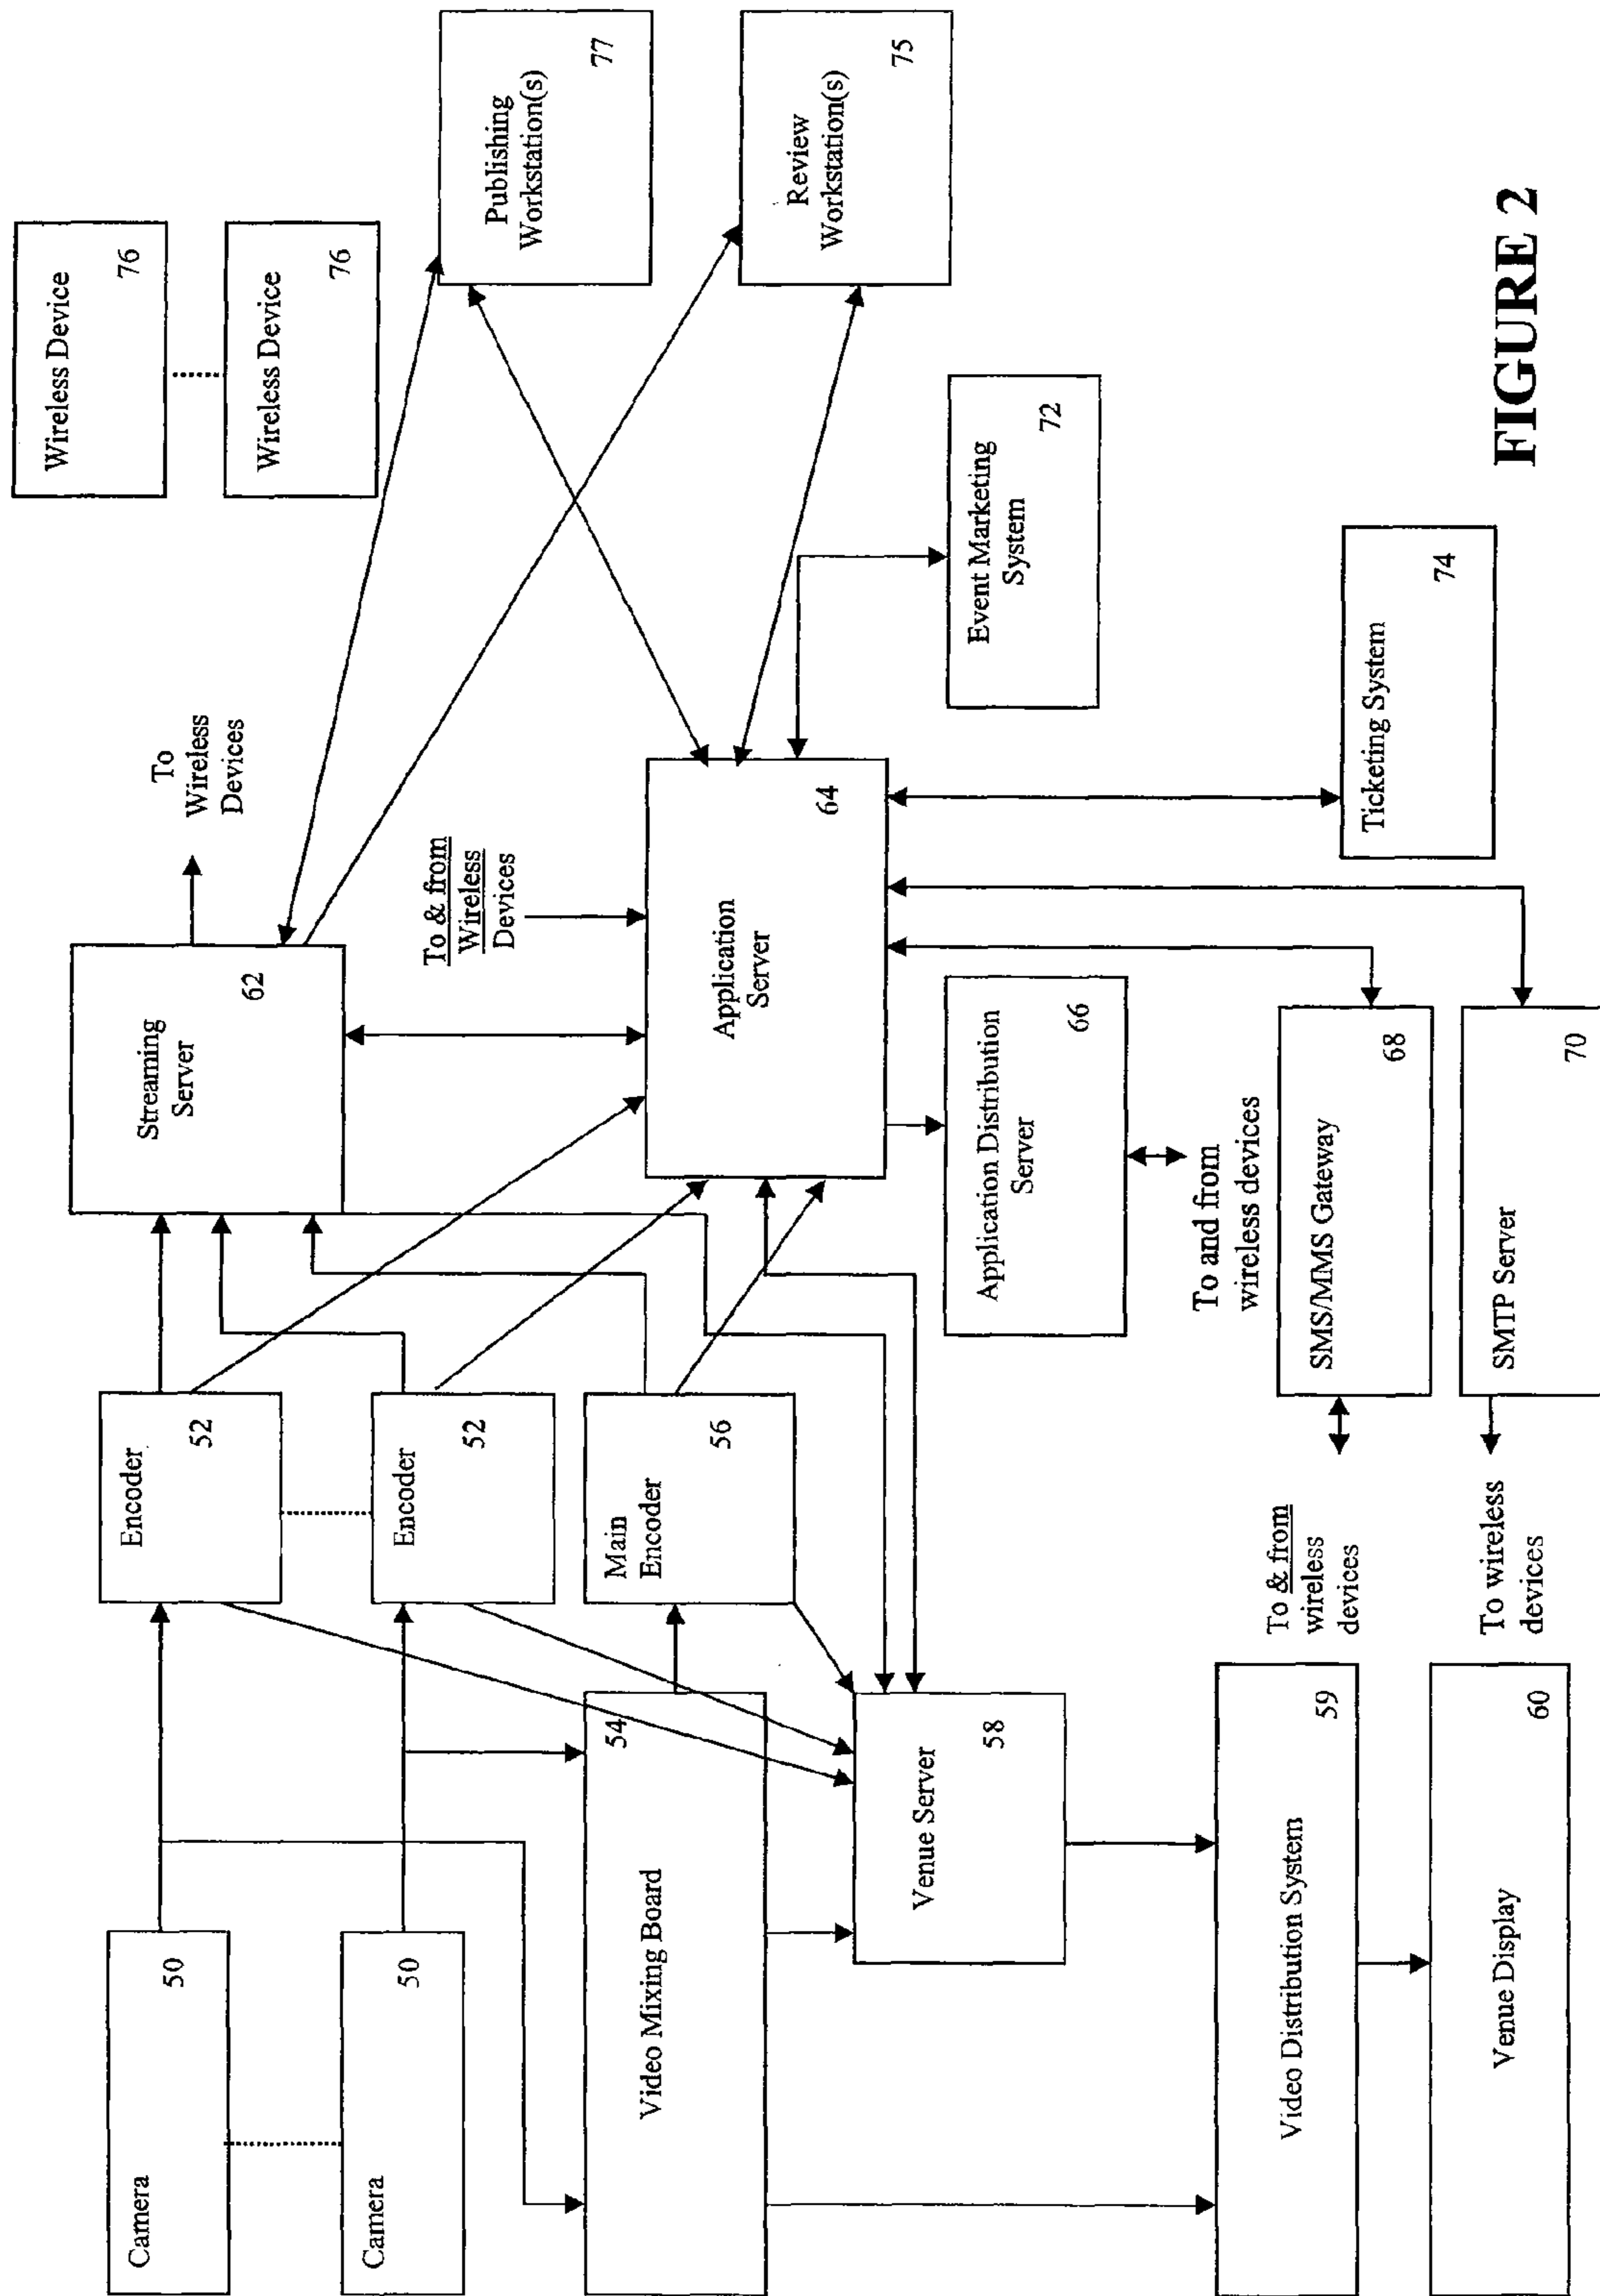 Camera
50
Camera
50
Encoder
52
Encoder
52
Video Mixing Board
54
Main
Encoder
56
Venue Server
58
Video Distribution System
59
Venue Display
60
Streaming
Server
62
To
Wireless
Devices
To & from
Wireless
Devices
Application
Server
64
Application Distribution
Server
66
To and from
wireless devices
SMS/MMS Gateway
68
To & from
wireless
devices
SMTP Server
70
To wireless
devices
Wireless Device
76
Wireless Device
76
Publishing
Workstation(s)
77
Review
Workstation(s)
75
Event Marketing
System
72
Ticketing System
74
FIGURE 2